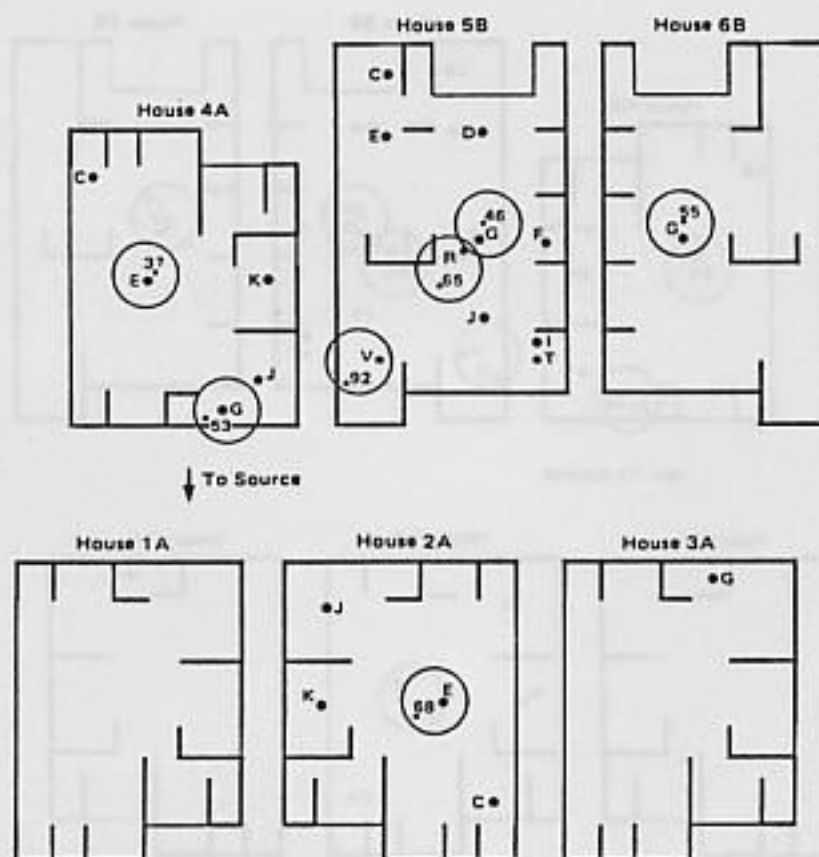 House 5B
House 6B
House 4A
C
E
D
C
46
G
R
F
65
55
G
37
E
K
J
I
T
V
92
J
G
53
To Source
House 1A
House 2A
House 3A
J
G
K
68
E
C